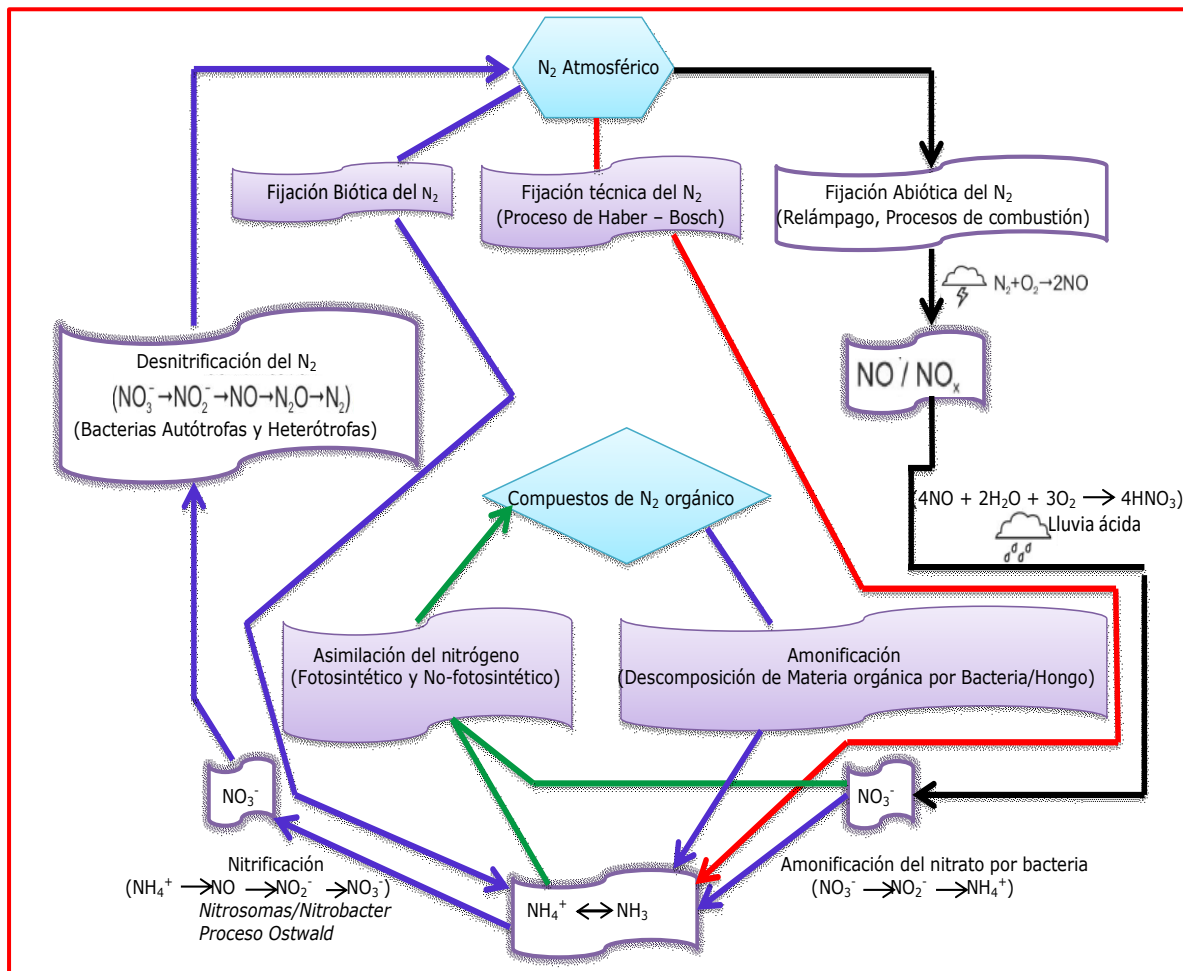 N₂ Atmosférico
Fijación Biótica del N₂
Fijación técnica del N₂
(Proceso de Haber – Bosch)
Fijación Abiótica del N₂
(Relámpago, Procesos de combustión)
N₂+O₂→2NO
NO / NOₓ
Desnitrificación del N₂
(NO₃⁻→NO₂⁻→NO→N₂O→N₂)
(Bacterias Autótrofas y Heterótrofas)
Compuestos de N₂ orgánico
(4NO + 2H₂O + 3O₂ → 4HNO₃)
Lluvia ácida
Asimilación del nitrógeno
(Fotosintético y No-fotosintético)
Amonificación
(Descomposición de Materia orgánica por Bacteria/Hongo)
NO₃⁻
NO₃⁻
Nitrificación
(NH₄⁺ →NO →NO₂⁻ →NO₃⁻)
Nitrosomas/Nitrobacter
Proceso Ostwald
NH₄⁺ ↔ NH₃
Amonificación del nitrato por bacteria
(NO₃⁻ →NO₂⁻ →NH₄⁺)